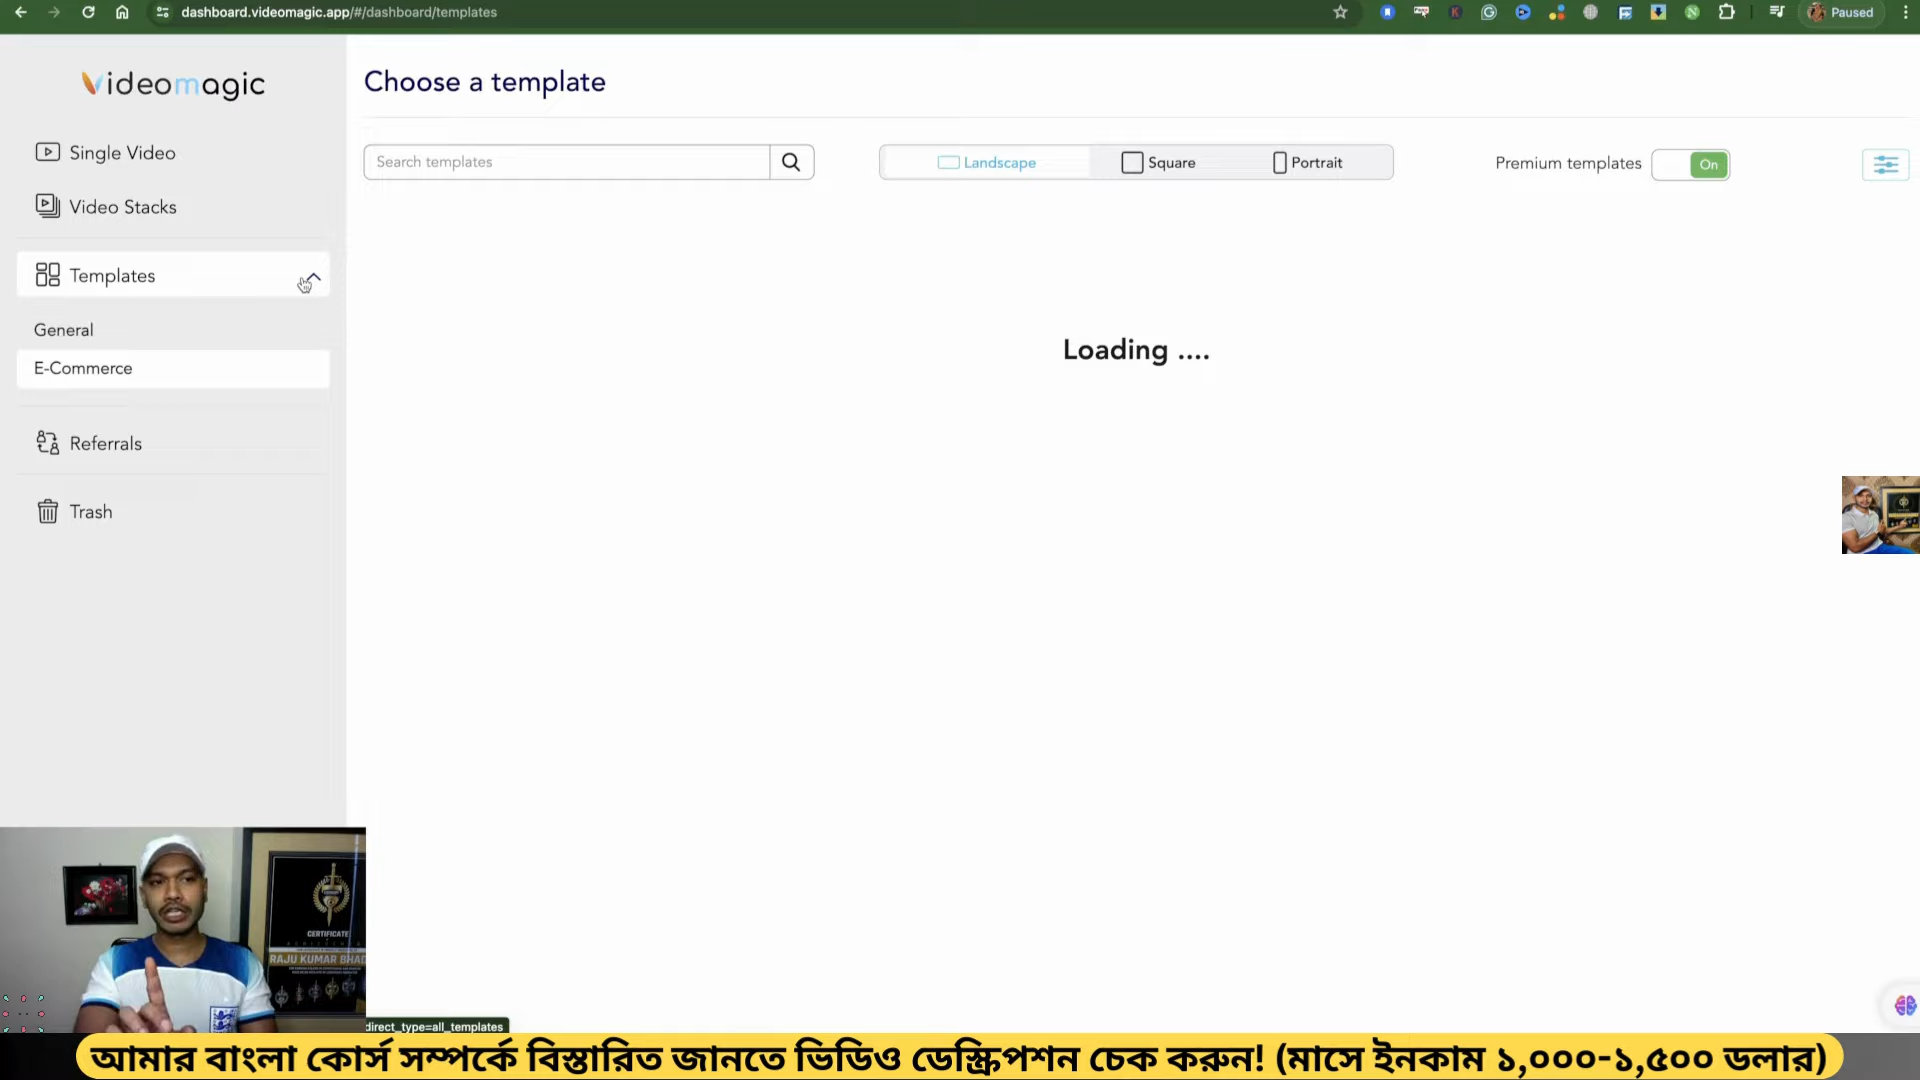 dashboard.videomagic.app/#/dashboard/templates
Paused
videomagic
Choose a template
Single Video
Search templates
Landscape
Square
Portrait
Premium templates
On
Video Stacks
Templates
General
Loading ....
E-Commerce
Referrals
Trash
CERTIFICATE
RAJU KUMAR BHAD
direct_type=all_templates
আমার বাংলা কোর্স সম্পর্কে বিস্তারিত জানতে ভিডিও ডেস্ক্রিপশন চেক করুন! (মাসে ইনকাম ১,০০০-১,৫০০ ডলার)